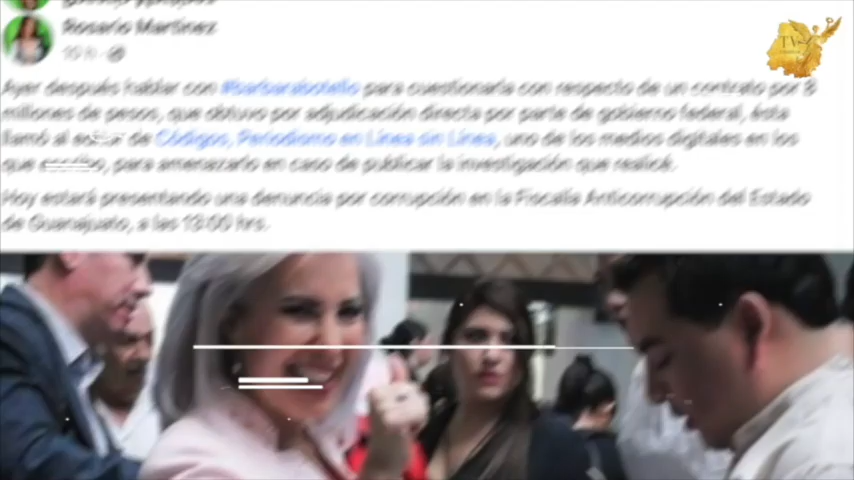 Rosario Martínez
Ayer después hablar con #barbarabotello para cuestionarla con respecto de un contrato por 8
millones de pesos, que obtuvo por adjudicación directa por parte de gobierno federal, ésta
llamó al de Códigos, Periodismo en Línea sin Línea, uno de los medios digitales en los
que para amenazarlo en caso de publicar la investigación que realicé.
Hoy estará presentando una denuncia por corrupción en la Fiscalía Anticorrupción del Estado
de Guanajuato, a las 13:00 hrs.
TV